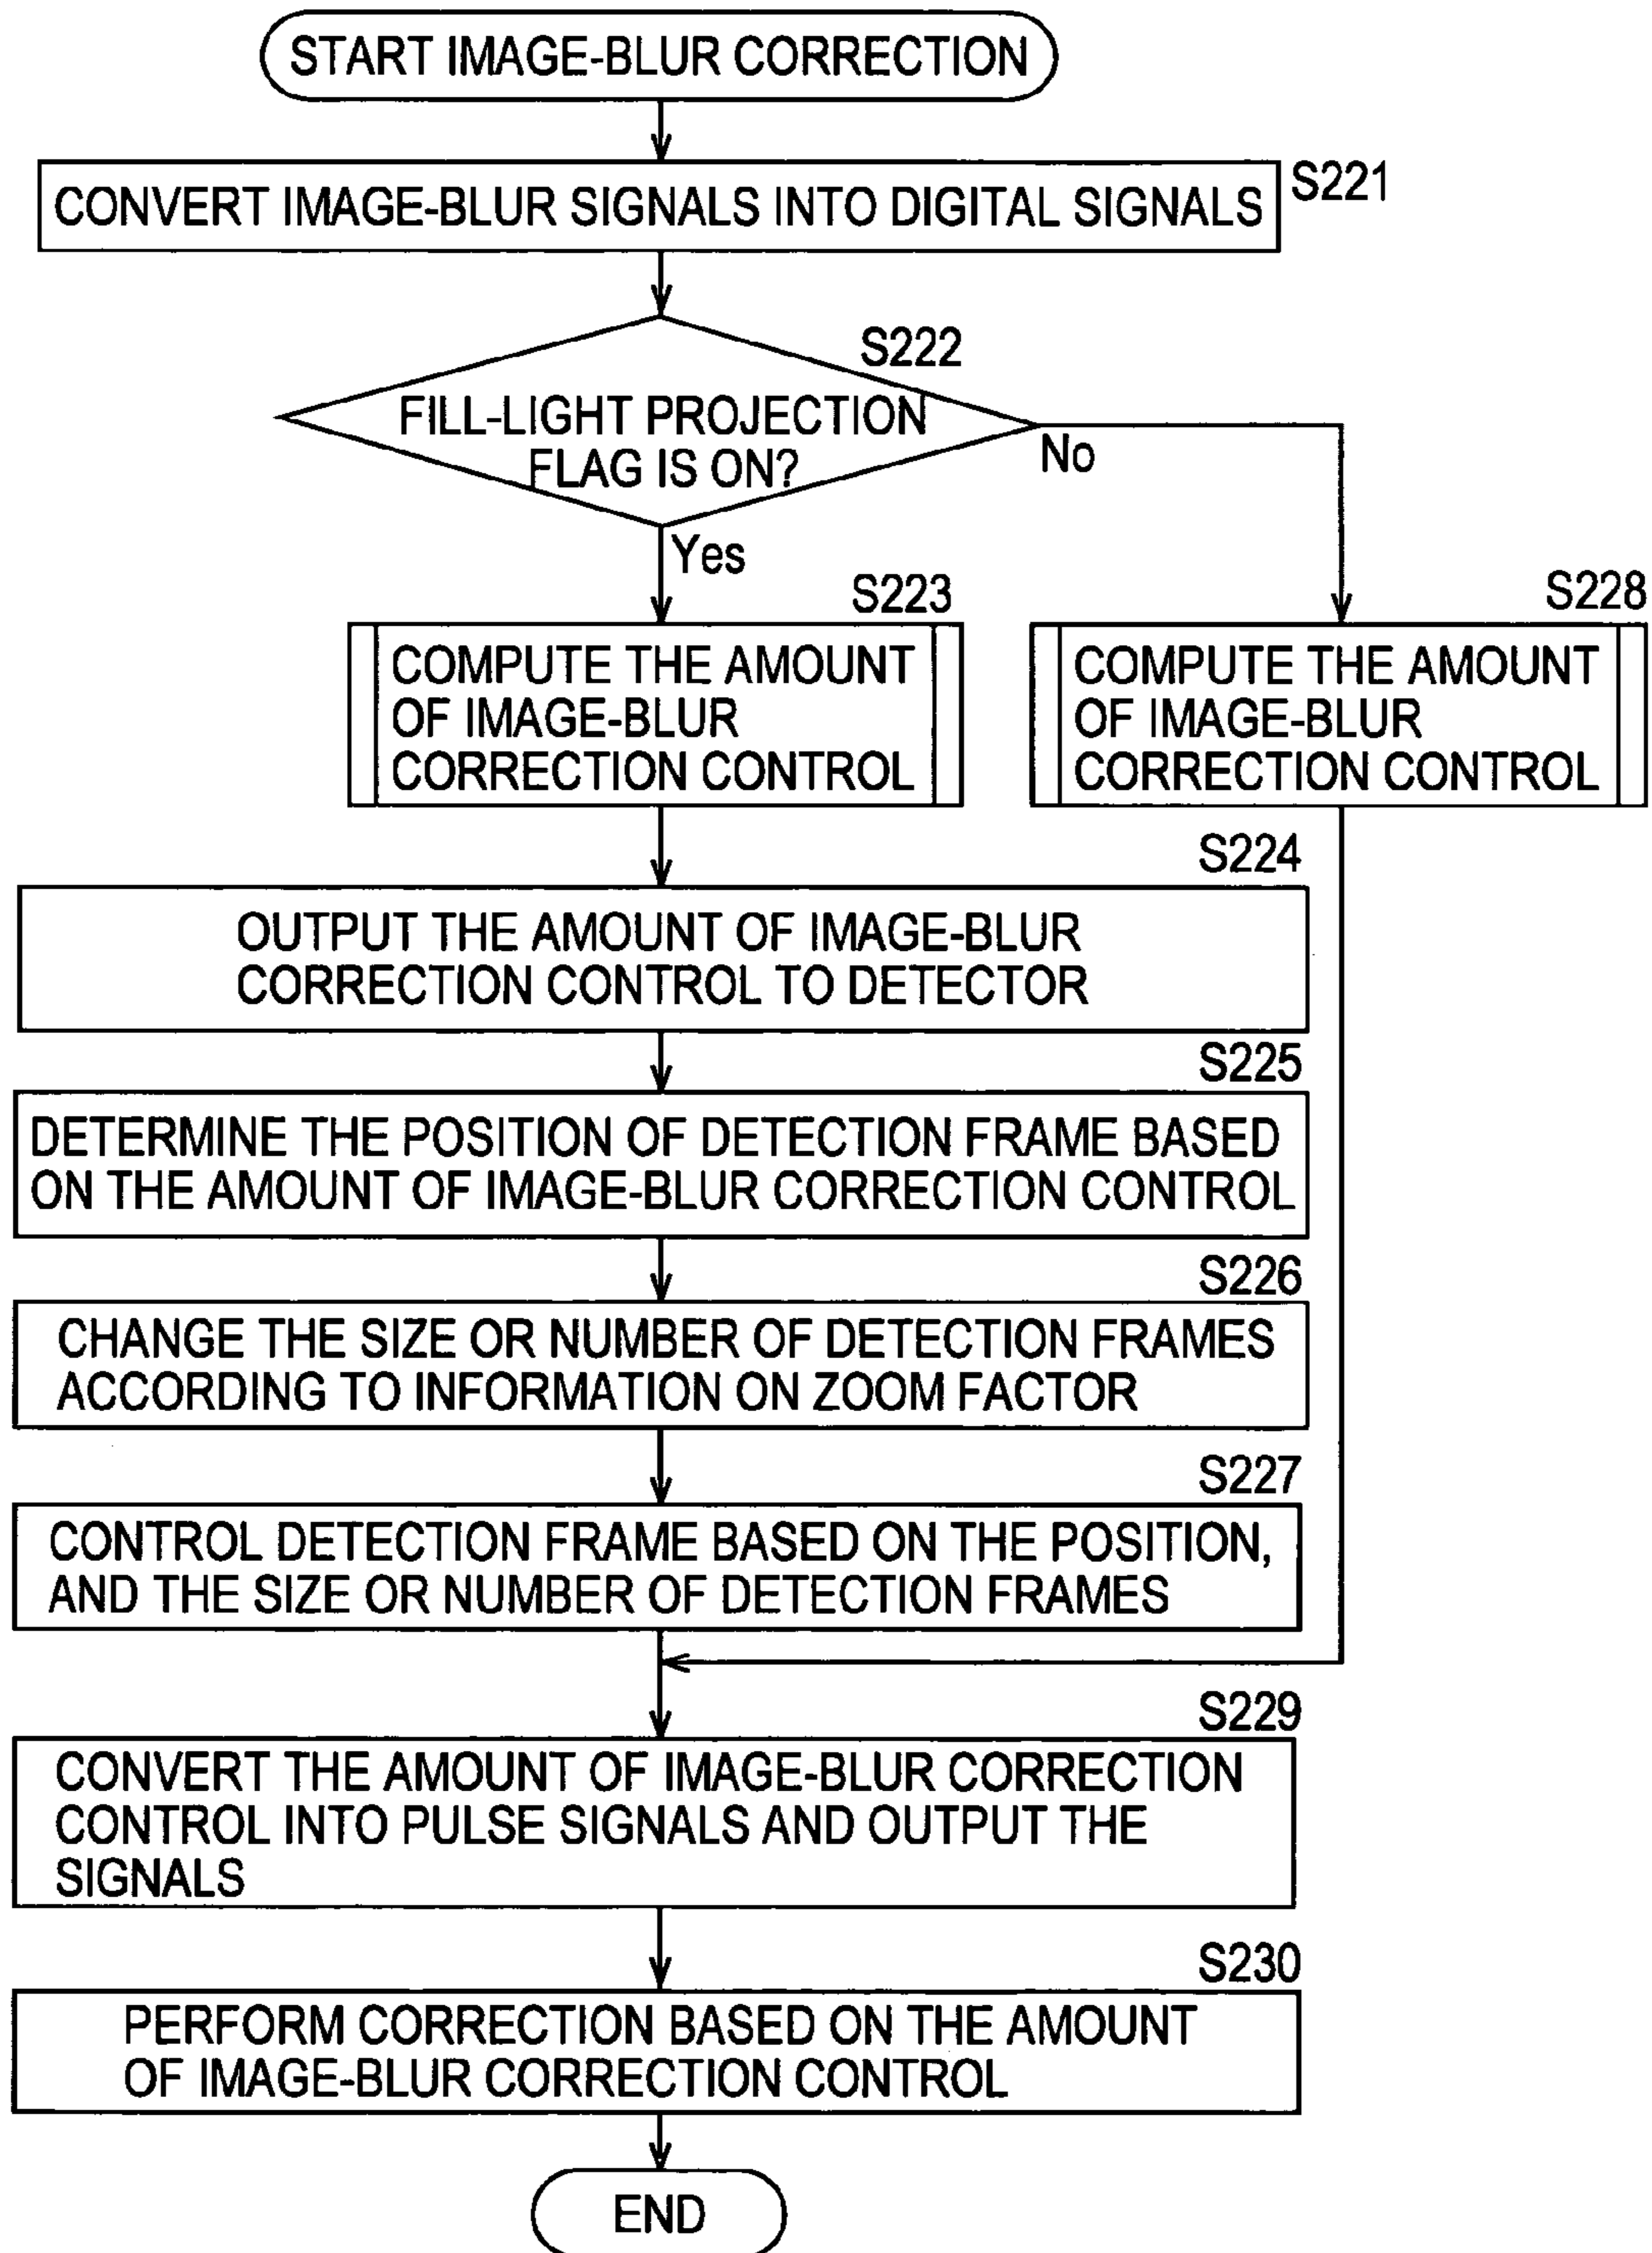 START IMAGE-BLUR CORRECTION
S221
CONVERT IMAGE-BLUR SIGNALS INTO DIGITAL SIGNALS
S222
FILL-LIGHT PROJECTION
FLAG IS ON?
No
Yes
S223
COMPUTE THE AMOUNT
OF IMAGE-BLUR
CORRECTION CONTROL
S228
COMPUTE THE AMOUNT
OF IMAGE-BLUR
CORRECTION CONTROL
S224
OUTPUT THE AMOUNT OF IMAGE-BLUR
CORRECTION CONTROL TO DETECTOR
S225
DETERMINE THE POSITION OF DETECTION FRAME BASED
ON THE AMOUNT OF IMAGE-BLUR CORRECTION CONTROL
S226
CHANGE THE SIZE OR NUMBER OF DETECTION FRAMES
ACCORDING TO INFORMATION ON ZOOM FACTOR
S227
CONTROL DETECTION FRAME BASED ON THE POSITION,
AND THE SIZE OR NUMBER OF DETECTION FRAMES
S229
CONVERT THE AMOUNT OF IMAGE-BLUR CORRECTION
CONTROL INTO PULSE SIGNALS AND OUTPUT THE
SIGNALS
S230
PERFORM CORRECTION BASED ON THE AMOUNT
OF IMAGE-BLUR CORRECTION CONTROL
END